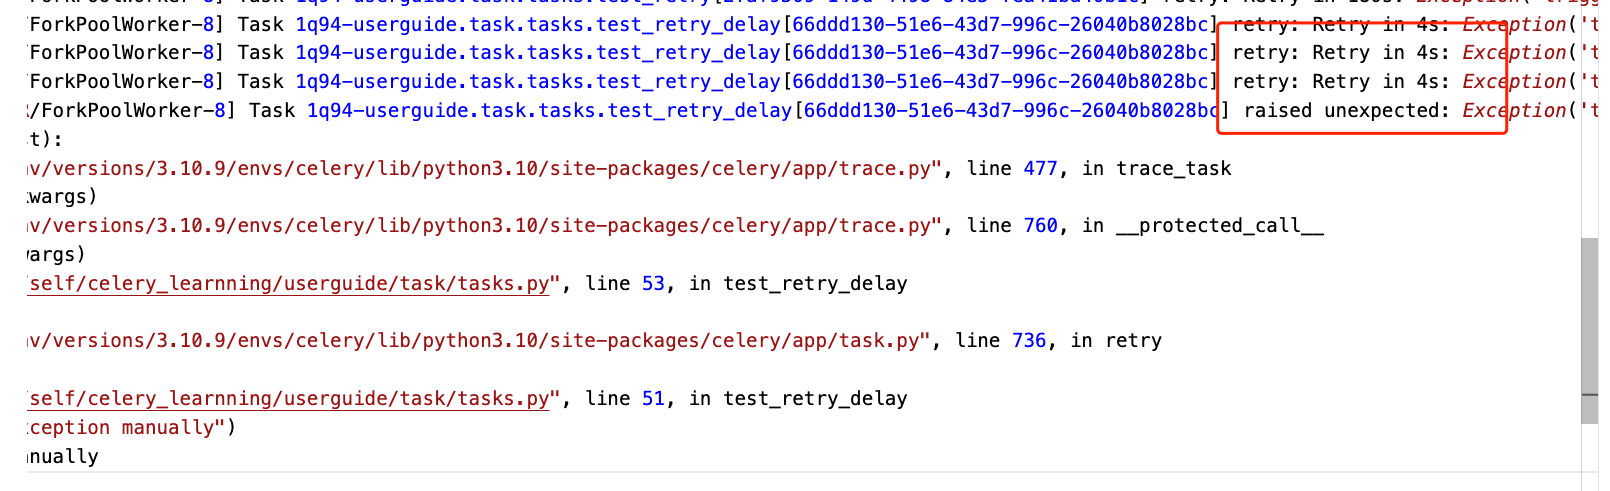 ForkPoolWorker-8] Task 1q94-userguide.task.tasks.test_retry_delay[66ddd130-51e6-43d7-996c-26040b8028bc] retry: Retry in 4s: Exception('t
ForkPoolWorker-8] Task 1q94-userguide.task.tasks.test_retry_delay[66ddd130-51e6-43d7-996c-26040b8028bc] retry: Retry in 4s: Exception('t
ForkPoolWorker-8] Task 1q94-userguide.task.tasks.test_retry_delay[66ddd130-51e6-43d7-996c-26040b8028bc] retry: Retry in 4s: Exception('t
/ForkPoolWorker-8] Task 1q94-userguide.task.tasks.test_retry_delay[66ddd130-51e6-43d7-996c-26040b8028bc] raised unexpected: Exception('t
t):
v/versions/3.10.9/envs/celery/lib/python3.10/site-packages/celery/app/trace.py", line 477, in trace_task
wargs)
v/versions/3.10.9/envs/celery/lib/python3.10/site-packages/celery/app/trace.py", line 760, in __protected_call__
args)
self/celery_learnning/userguide/task/tasks.py", line 53, in test_retry_delay
v/versions/3.10.9/envs/celery/lib/python3.10/site-packages/celery/app/task.py", line 736, in retry
self/celery_learnning/userguide/task/tasks.py", line 51, in test_retry_delay
ception manually")
nually